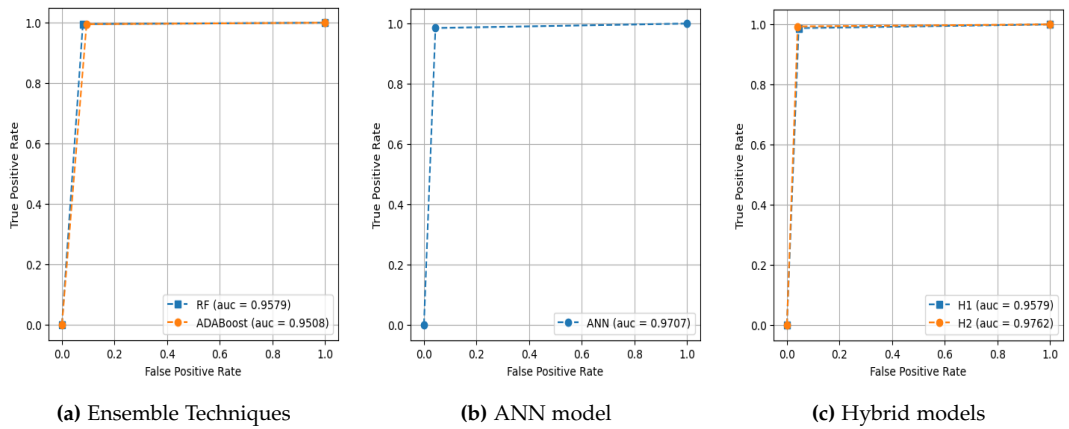 True Positive Rate
1.0
0.8
0.6
0.4
0.2
0.0
RF (auc = 0.9579)
ADABoost (auc = 0.9508)
0.0 0.2 0.4 0.6 0.8 1.0
False Positive Rate
(a) Ensemble Techniques
True Positive Rate
1.0
0.8
0.6
0.4
0.2
0.0
ANN (auc = 0.9707)
0.0 0.2 0.4 0.6 0.8 1.0
False Positive Rate
(b) ANN model
True Positive Rate
1.0
0.8
0.6
0.4
0.2
0.0
H1 (auc = 0.9579)
H2 (auc = 0.9762)
0.0 0.2 0.4 0.6 0.8 1.0
False Positive Rate
(c) Hybrid models